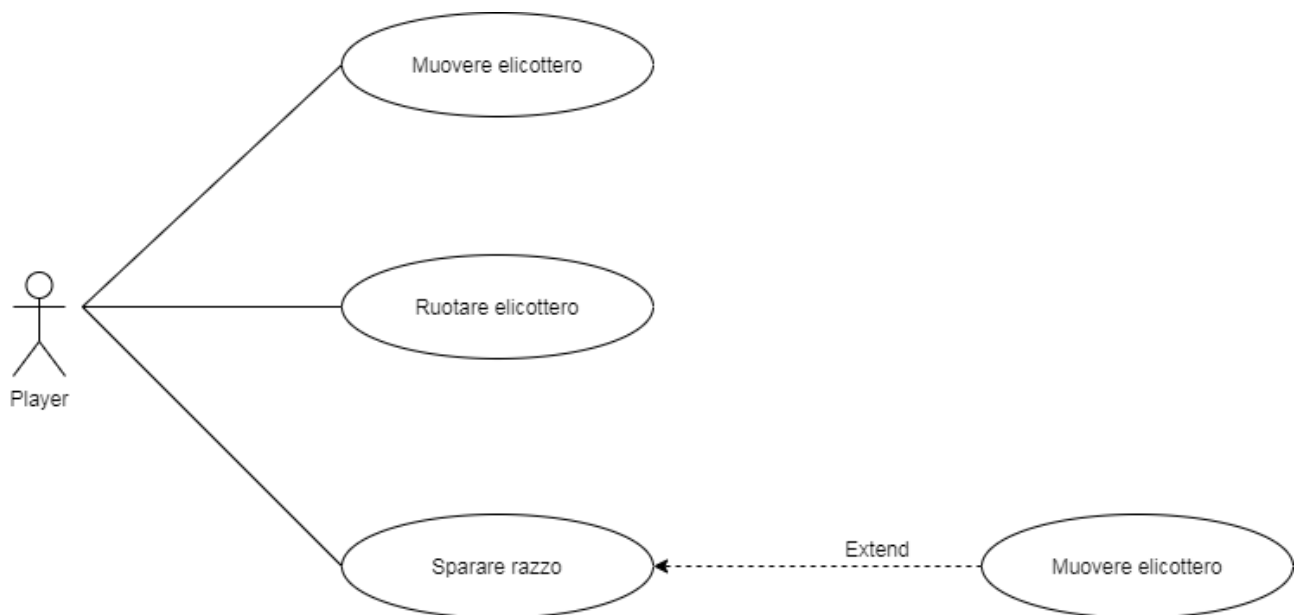 Muovere elicottero
Ruotare elicottero
Player
Sparare razzo
Extend
Muovere elicottero